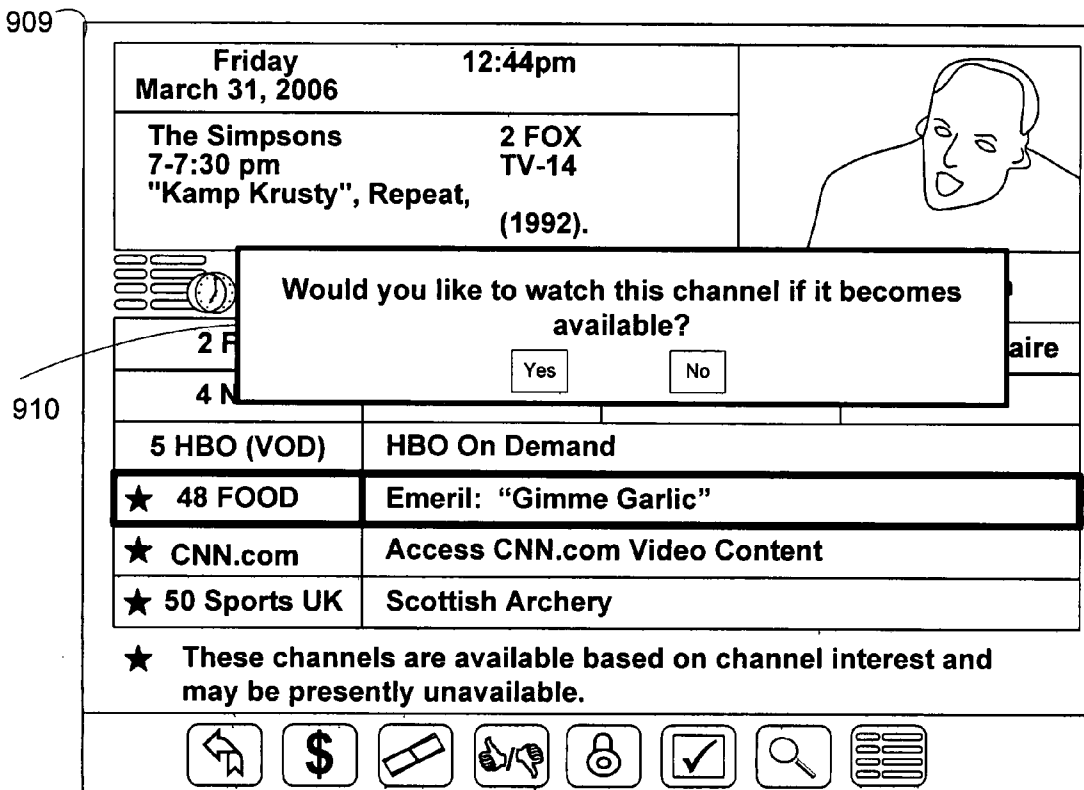 909
Friday 12:44pm
March 31, 2006
The Simpsons 2 FOX
7-7:30 pm TV-14
"Kamp Krusty", Repeat,
(1992).
Would you like to watch this channel if it becomes
available?
Yes No
2 F aire
4 N
910
5 HBO (VOD) HBO On Demand
★ 48 FOOD Emeril: “Gimme Garlic”
★ CNN.com Access CNN.com Video Content
★ 50 Sports UK Scottish Archery
★ These channels are available based on channel interest and
may be presently unavailable.
$